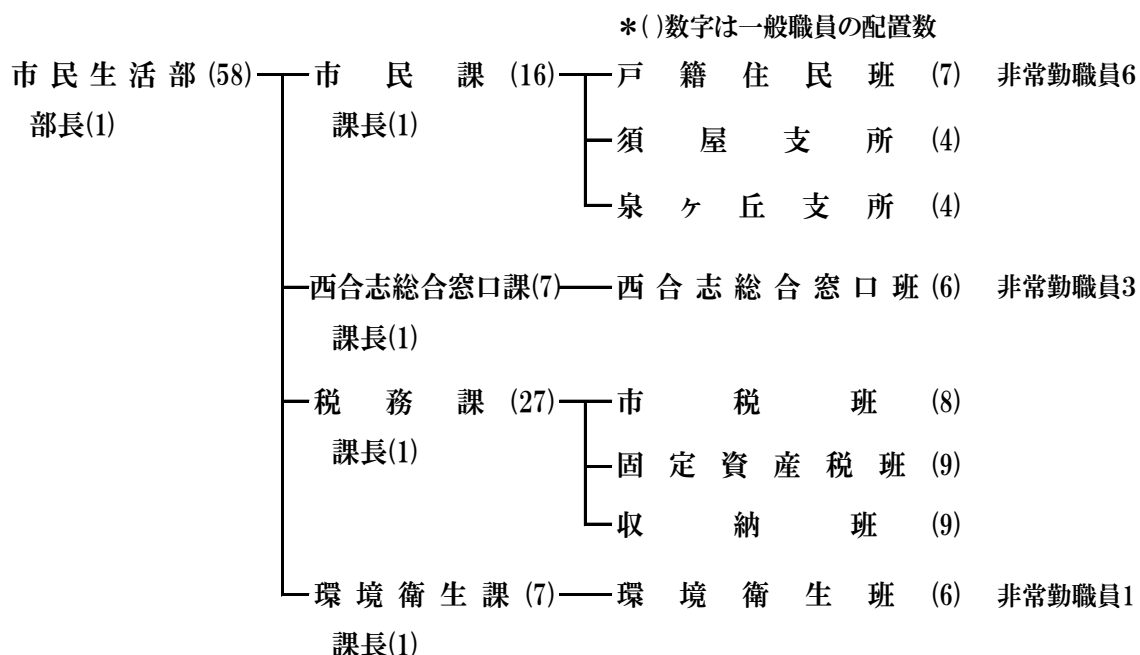 ＊( )数字は一般職員の配置数
市民生活部 (58) 市民課 (16) 戸籍住民班 (7) 非常勤職員6
部長(1) 課長(1)
須屋支所 (4)
泉ヶ丘支所 (4)
西合志総合窓口課(7) 西合志総合窓口班 (6) 非常勤職員3
課長(1)
税務課 (27) 市税班 (8)
課長(1)
固定資産税班 (9)
収納班 (9)
環境衛生課 (7) 環境衛生班 (6) 非常勤職員1
課長(1)